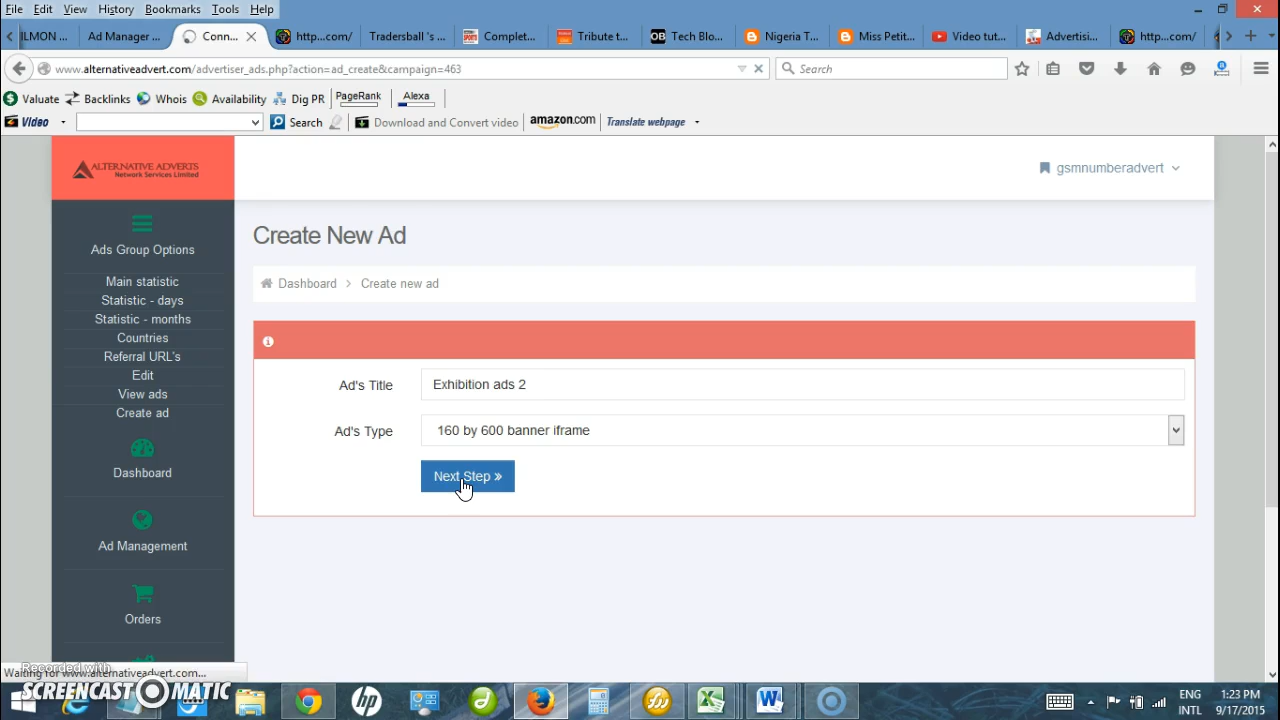 File Edit View History Bookmarks Tools Help
ILMON ... Ad Manager ... Conn... http...com/ Tradersball 's ... Complet... Tribute t... Tech Blo... Nigeria T... Miss Petit... Video tut... Advertisi... http...com/
www.alternativeadvert.com/advertiser_ads.php?action=ad_create&campaign=463 Search
Valuate Backlinks Whois Availability Dig PR PageRank Alexa
Video Search Download and Convert video amazon.com Translate webpage
ALTERNATIVE ADVERTS
Network Services Limited
gsmnumberadvert
Ads Group Options
Main statistic
Statistic - days
Statistic - months
Countries
Referral URL's
Edit
View ads
Create ad
Dashboard
Ad Management
Orders
Create New Ad
Dashboard > Create new ad
Ad's Title Exhibition ads 2
Ad's Type 160 by 600 banner iframe
Next Step »
Waiting for www.alternativeadvert.com...
Recorded with
SCREENCAST MATIC
ENG 1:23 PM
INTL 9/17/2015